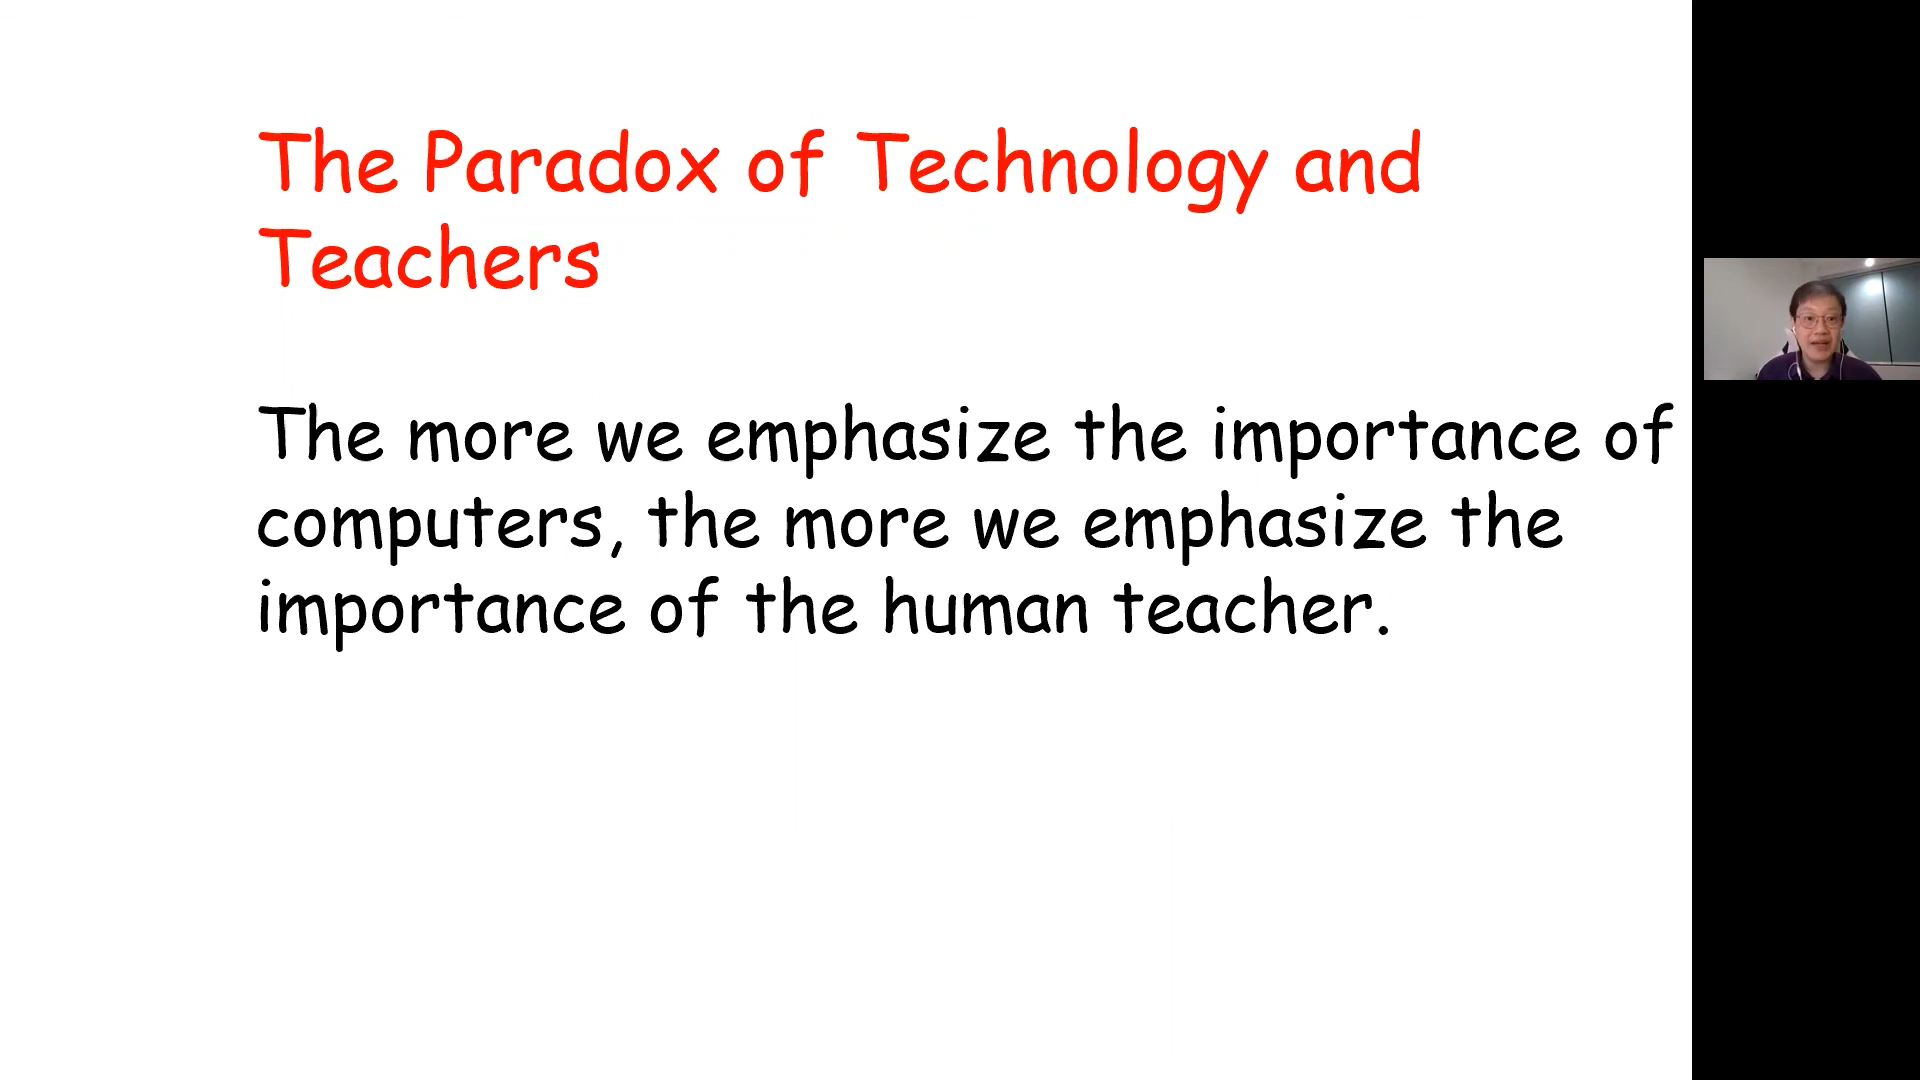 The Paradox of Technology and
Teachers
The more we emphasize the importance of
computers, the more we emphasize the
importance of the human teacher.